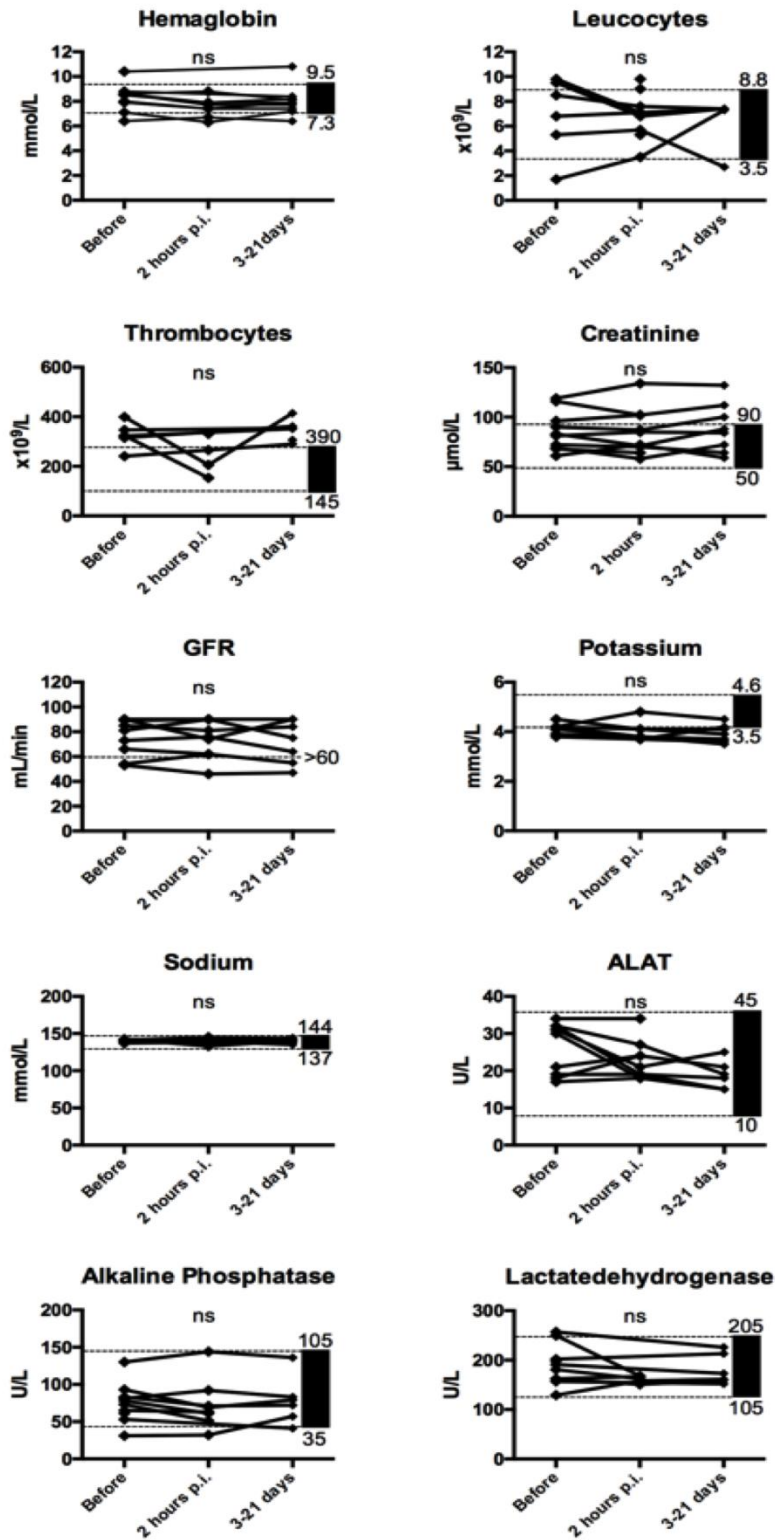 Hemaglobin
ns
mmol/L
12
10
8
6
4
2
0
9.5
7.3
Before
2 hours p.i.
3-21days
Leucocytes
ns
x10⁹/L
12
10
8
6
4
2
0
8.8
3.5
Before
2 hours p.i.
3-21 days
Thrombocytes
ns
x10⁹/L
600
400
200
0
390
145
Before
2 hours p.i.
3-21 days
Creatinine
ns
µmol/L
150
100
50
0
90
50
Before
2 hours
3-21 days
GFR
ns
mL/min
120
100
80
60
40
20
0
>60
Before
2 hours p.i.
3-21 days
Potassium
ns
mmol/L
6
4
2
0
4.6
3.5
Before
2 hours p.i.
3-21 days
Sodium
ns
mmol/L
200
150
100
50
0
144
137
Before
2 hours p.i.
3-21 days
ALAT
ns
U/L
40
30
20
10
0
45
10
Before
2 hours p.i.
3-21 days
Alkaline Phosphatase
ns
U/L
200
150
100
50
0
105
35
Before
2 hours p.i.
3-21 days
Lactatedehydrogenase
ns
U/L
300
200
100
0
205
105
Before
2 hours p.i.
3-21 days